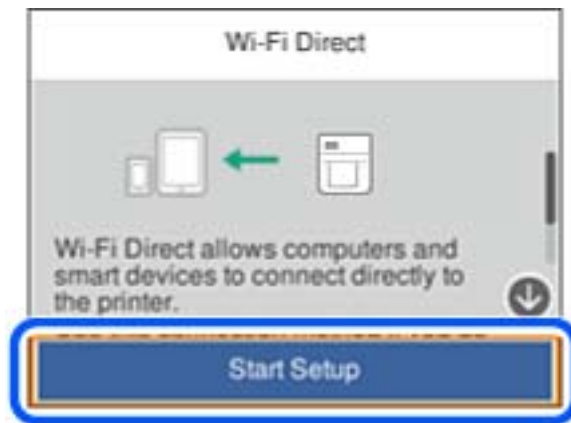 Wi-Fi Direct
Wi-Fi Direct allows computers and
smart devices to connect directly to
the printer.
Start Setup